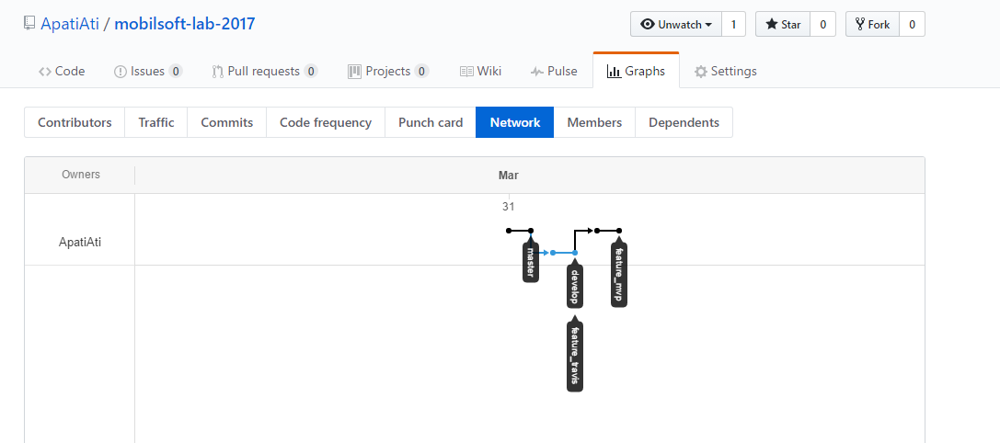 ApatiAti / mobilsoft-lab-2017
Unwatch 1 Star 0 Fork 0
Code Issues 0 Pull requests 0 Projects 0 Wiki Pulse Graphs Settings
Contributors Traffic Commits Code frequency Punch card Network Members Dependents
Owners Mar
31
ApatiAti
master
develop
feature_mvp
feature_travis